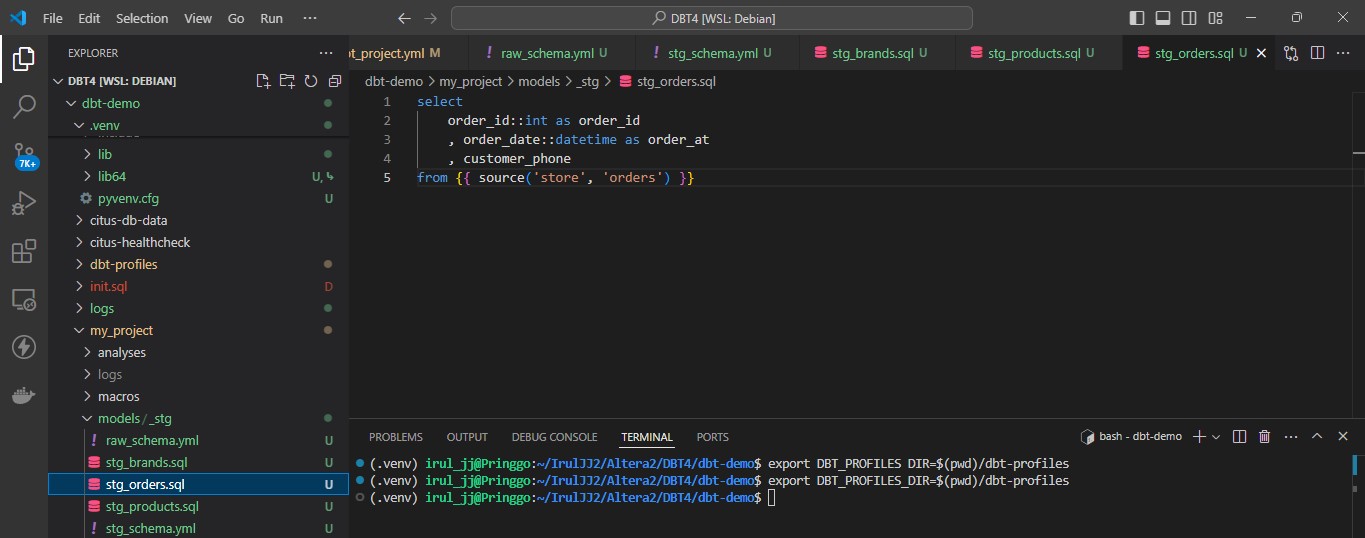 File Edit Selection View Go Run ··· DBT4 [WSL: Debian]
EXPLORER ···
DBT4 [WSL: DEBIAN]
dbt-demo
.venv
lib
lib64 U,
pyvenv.cfg U
citus-db-data
citus-healthcheck
dbt-profiles
init.sql D
logs
my_project
analyses
logs
macros
models / _stg
raw_schema.yml U
stg_brands.sql U
stg_orders.sql U
stg_products.sql U
stg_schema.yml U
7K+
bt_project.yml M raw_schema.yml U stg_schema.yml U stg_brands.sql U stg_products.sql U stg_orders.sql U
dbt-demo > my_project > models > _stg > stg_orders.sql
1 select
2 order_id::int as order_id
3 , order_date::datetime as order_at
4 , customer_phone
5 from {{ source('store', 'orders') }}
PROBLEMS OUTPUT DEBUG CONSOLE TERMINAL PORTS bash - dbt-demo
(.venv) irul_jj@Pringgo:~/IrulJJ2/Altera2/DBT4/dbt-demo$ export DBT_PROFILES DIR=$(pwd)/dbt-profiles
(.venv) irul_jj@Pringgo:~/IrulJJ2/Altera2/DBT4/dbt-demo$ export DBT_PROFILES_DIR=$(pwd)/dbt-profiles
(.venv) irul_jj@Pringgo:~/IrulJJ2/Altera2/DBT4/dbt-demo$